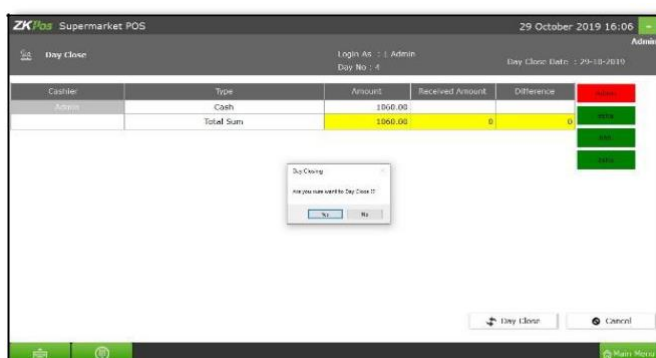 ZKPos Supermarket POS
29 October 2019 16:06
Admin
Day Close
Login As : 1 Admin
Day No : 4
Day Close Date : 29-10-2019
Cashier Type Amount Received Amount Difference
Admin Cash 1060.00
Total Sum 1060.00 0 0
Day Closing
Are you sure want to Day Close !?
Yes No
Day Close
Cancel
Main Menu